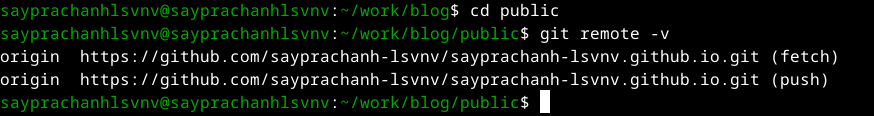 sayprachanhlsvnv@sayprachanhlsvnv:~/work/blog$ cd public
sayprachanhlsvnv@sayprachanhlsvnv:~/work/blog/public$ git remote -v
origin  https://github.com/sayprachanh-lsvnv/sayprachanh-lsvnv.github.io.git (fetch)
origin  https://github.com/sayprachanh-lsvnv/sayprachanh-lsvnv.github.io.git (push)
sayprachanhlsvnv@sayprachanhlsvnv:~/work/blog/public$